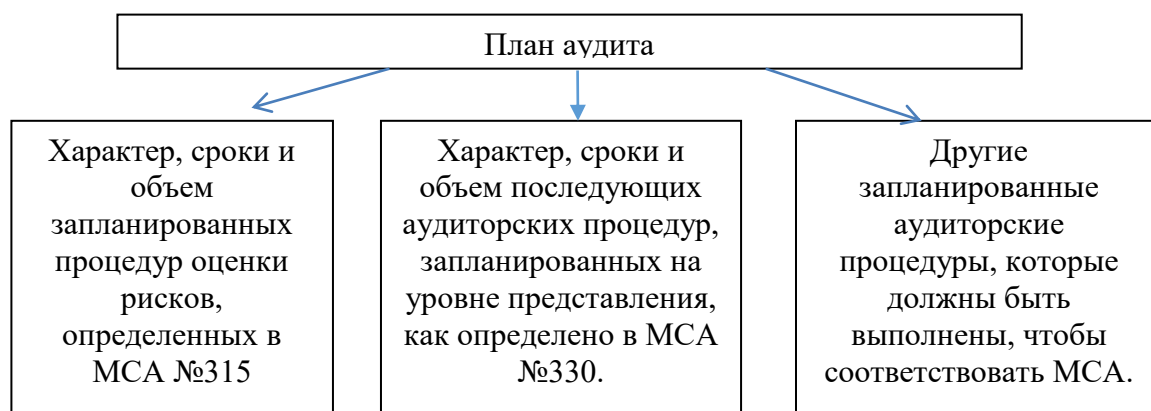 План аудита
Характер, сроки и
объем
запланированных
процедур оценки
рисков,
определенных в
МСА №315
Характер, сроки и
объем последующих
аудиторских процедур,
запланированных на
уровне представления,
как определено в МСА
№330.
Другие
запланированные
аудиторские
процедуры, которые
должны быть
выполнены, чтобы
соответствовать МСА.